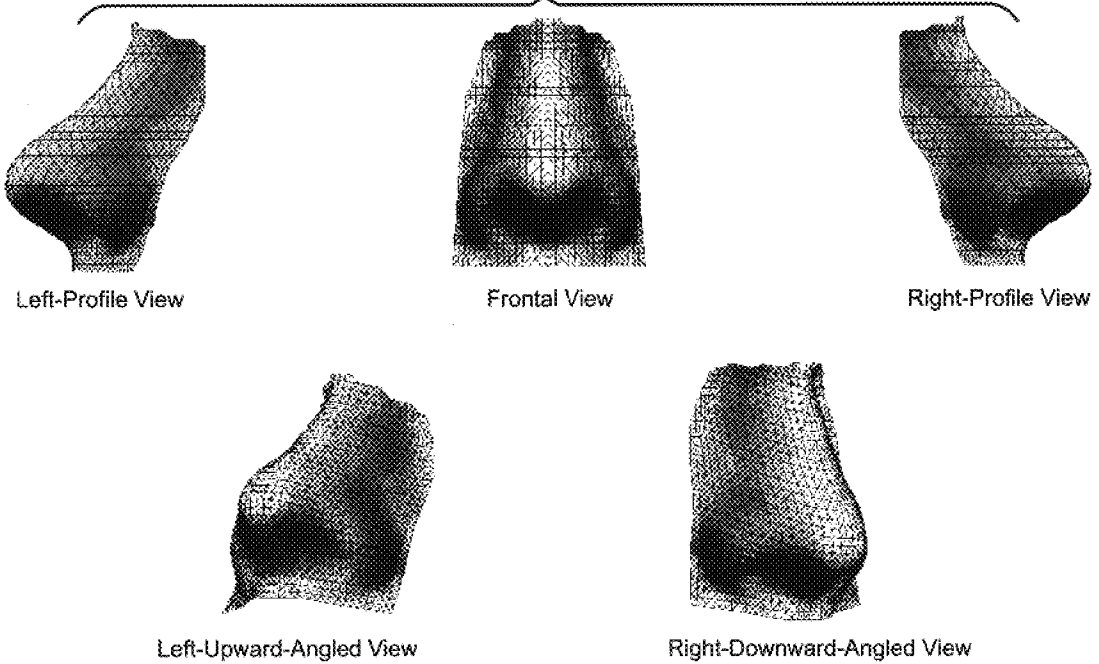 Left-Profile View
Frontal View
Right-Profile View
Left-Upward-Angled View
Right-Downward-Angled View